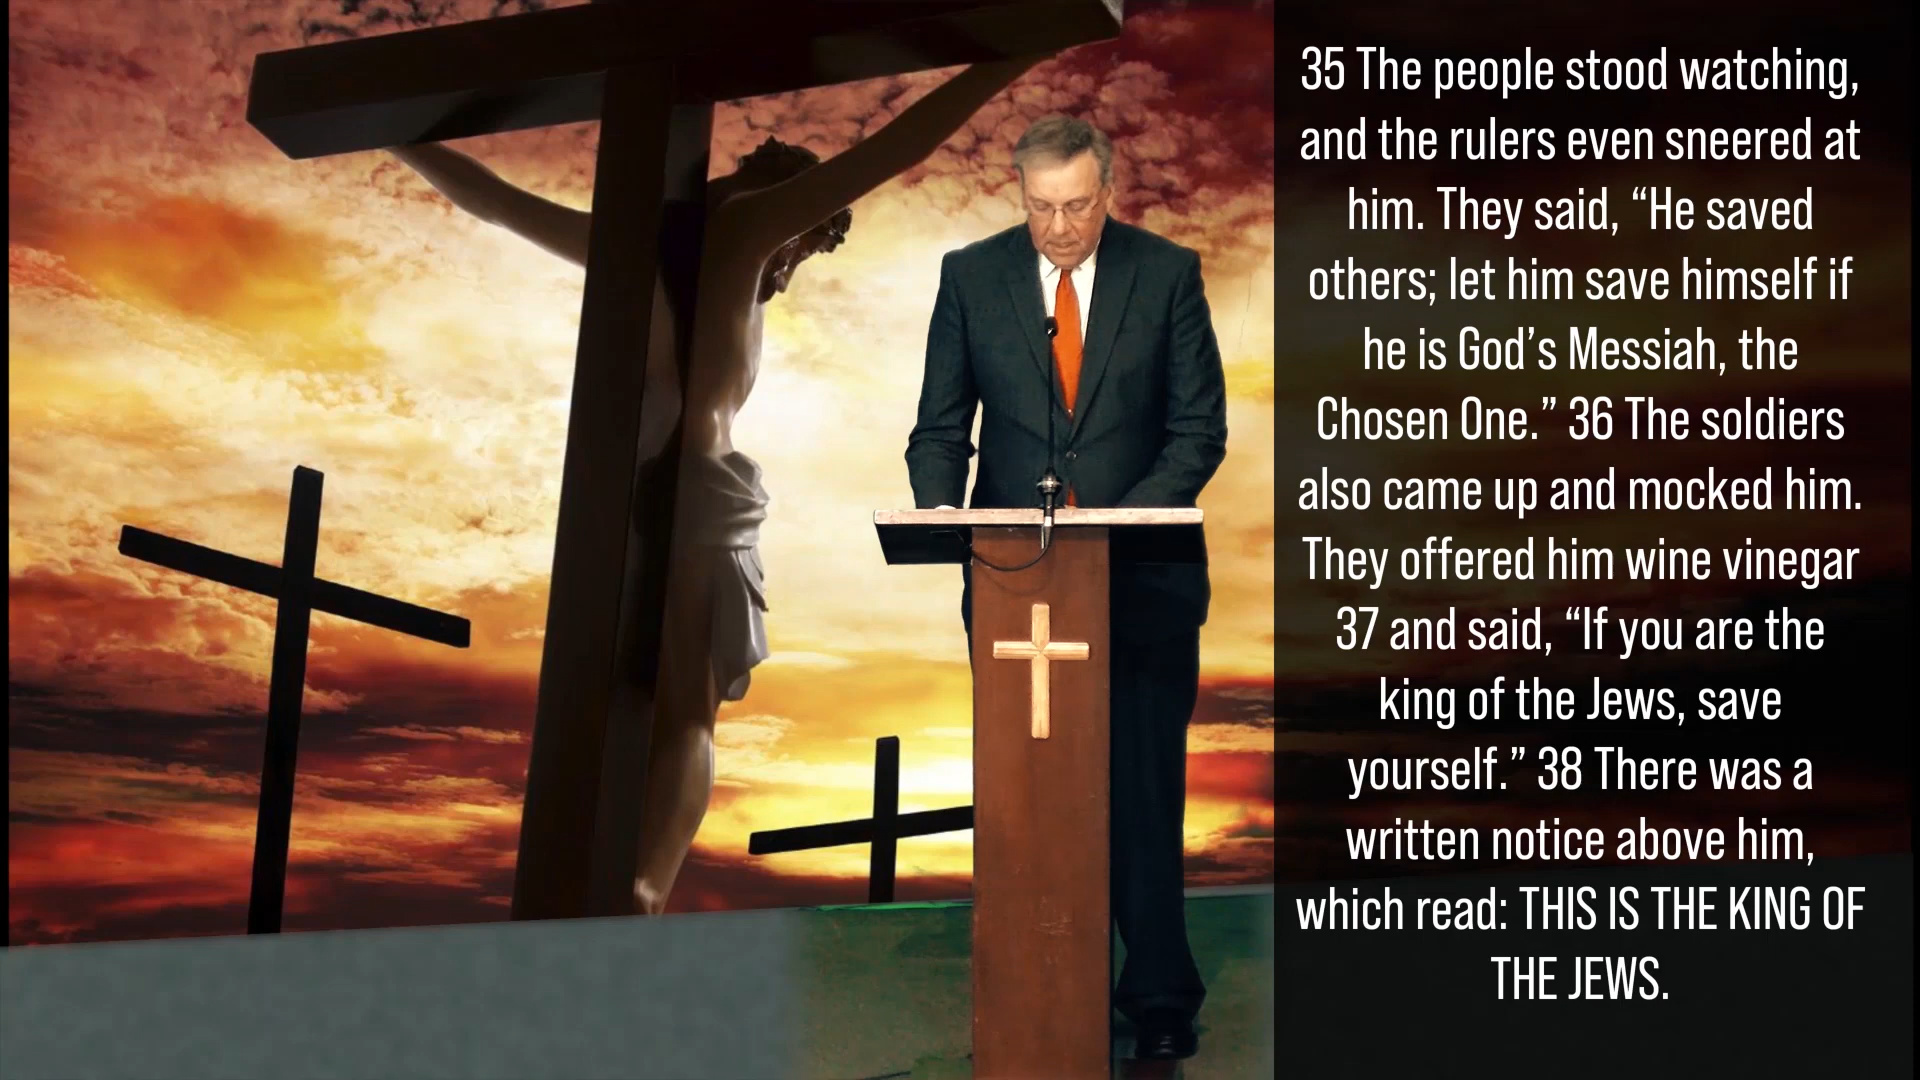 35 The people stood watching,
and the rulers even sneered at
him. They said, “He saved
others; let him save himself if
he is God’s Messiah, the
Chosen One.” 36 The soldiers
also came up and mocked him.
They offered him wine vinegar
37 and said, “If you are the
king of the Jews, save
yourself.” 38 There was a
written notice above him,
which read: THIS IS THE KING OF
THE JEWS.